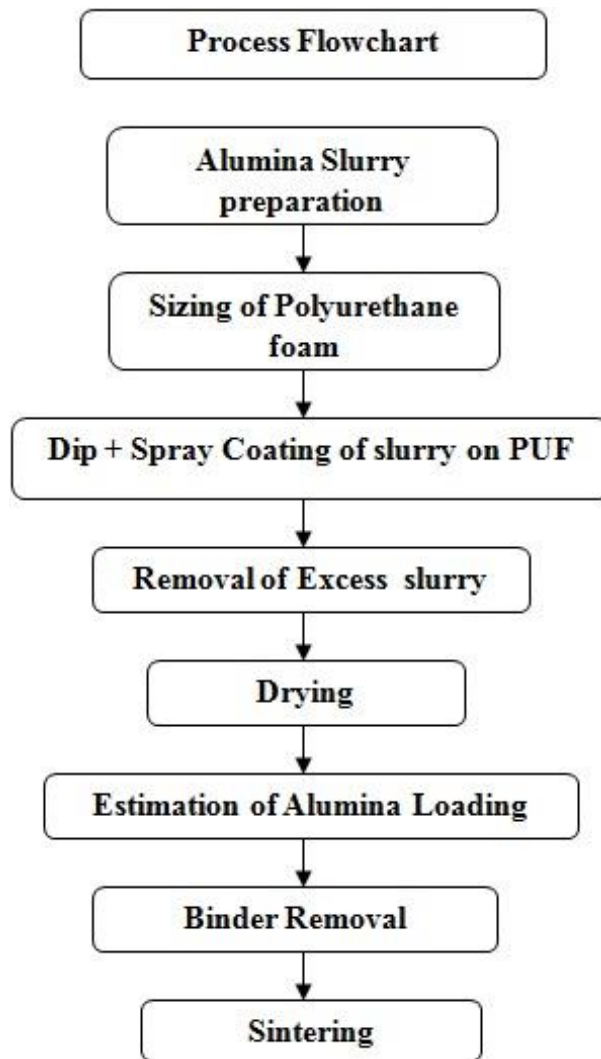 Process Flowchart
Alumina Slurry
preparation
Sizing of Polyurethane
foam
Dip + Spray Coating of slurry on PUF
Removal of Excess slurry
Drying
Estimation of Alumina Loading
Binder Removal
Sintering